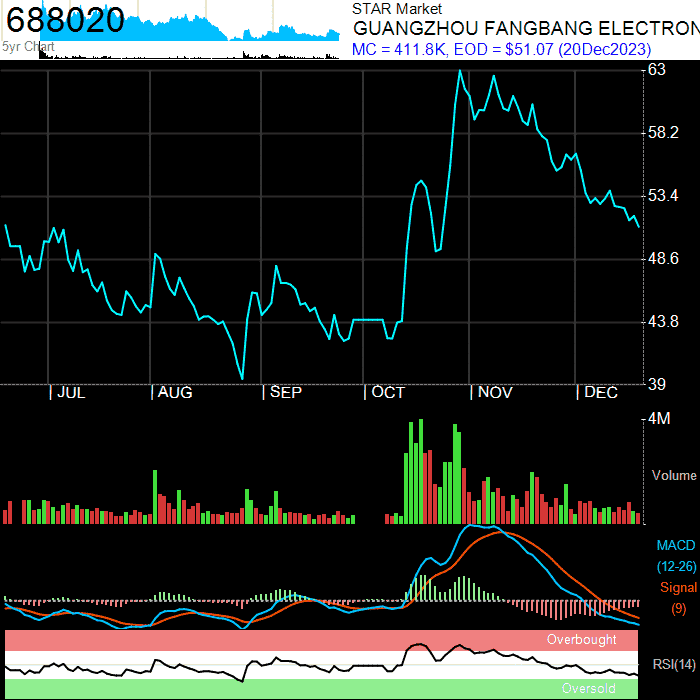 688020
5yr Chart
STAR Market
GUANGZHOU FANGBANG ELECTRON
MC = 411.8K, EOD = $51.07 (20Dec2023)
63
58.2
53.4
48.6
43.8
39
JUL AUG SEP OCT NOV DEC
4M
Volume
MACD
(12-26)
Signal
(9)
Overbought
RSI(14)
Oversold